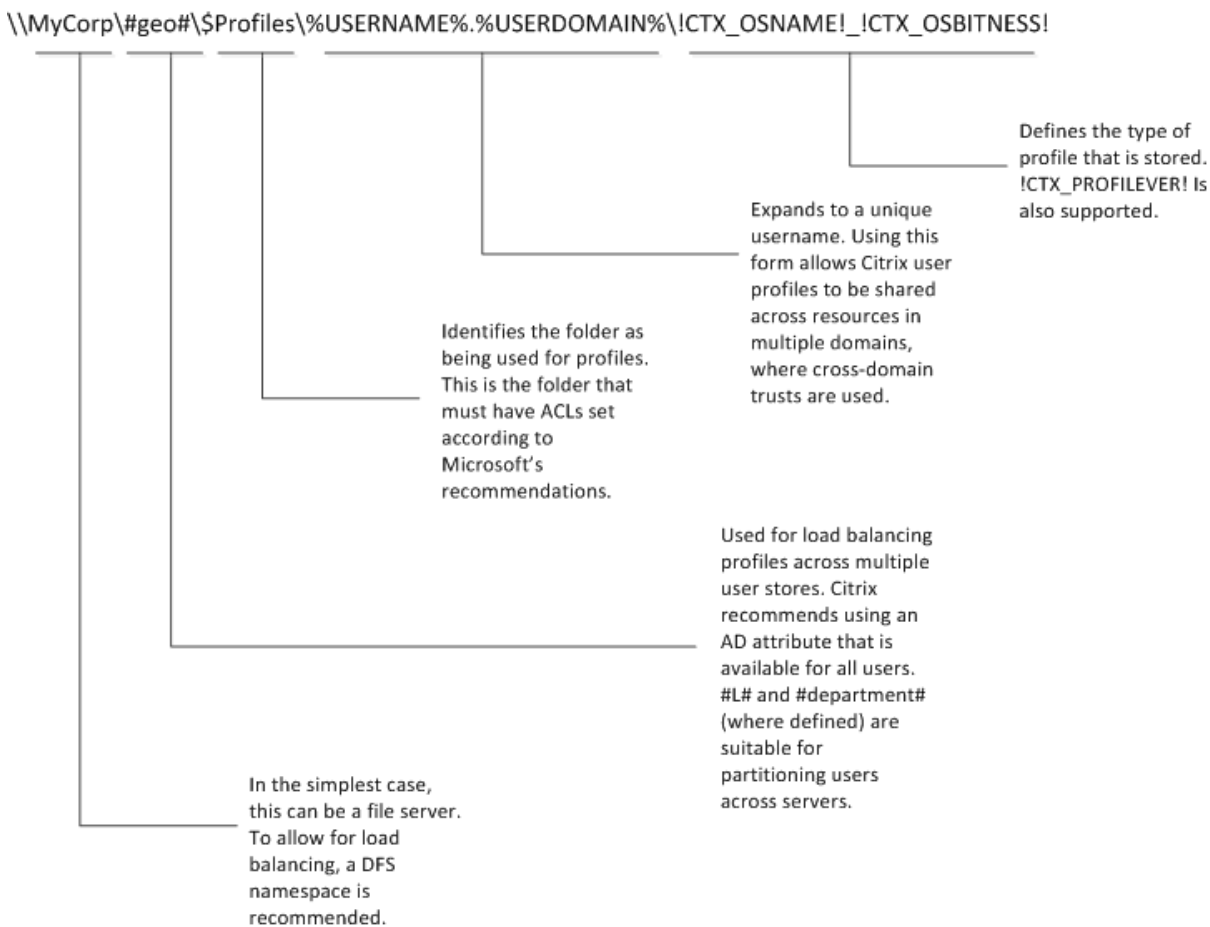 \\MyCorp\#geo#\$Profiles\%USERNAME%.%USERDOMAIN%\!CTX_OSNAME!_!CTX_OSBITNESS!
Defines the type of
profile that is stored.
!CTX_PROFILEVER! Is
also supported.
Expands to a unique
username. Using this
form allows Citrix user
profiles to be shared
across resources in
multiple domains,
where cross-domain
trusts are used.
Identifies the folder as
being used for profiles.
This is the folder that
must have ACLs set
according to
Microsoft’s
recommendations.
Used for load balancing
profiles across multiple
user stores. Citrix
recommends using an
AD attribute that is
available for all users.
#L# and #department#
(where defined) are
suitable for
partitioning users
across servers.
In the simplest case,
this can be a file server.
To allow for load
balancing, a DFS
namespace is
recommended.